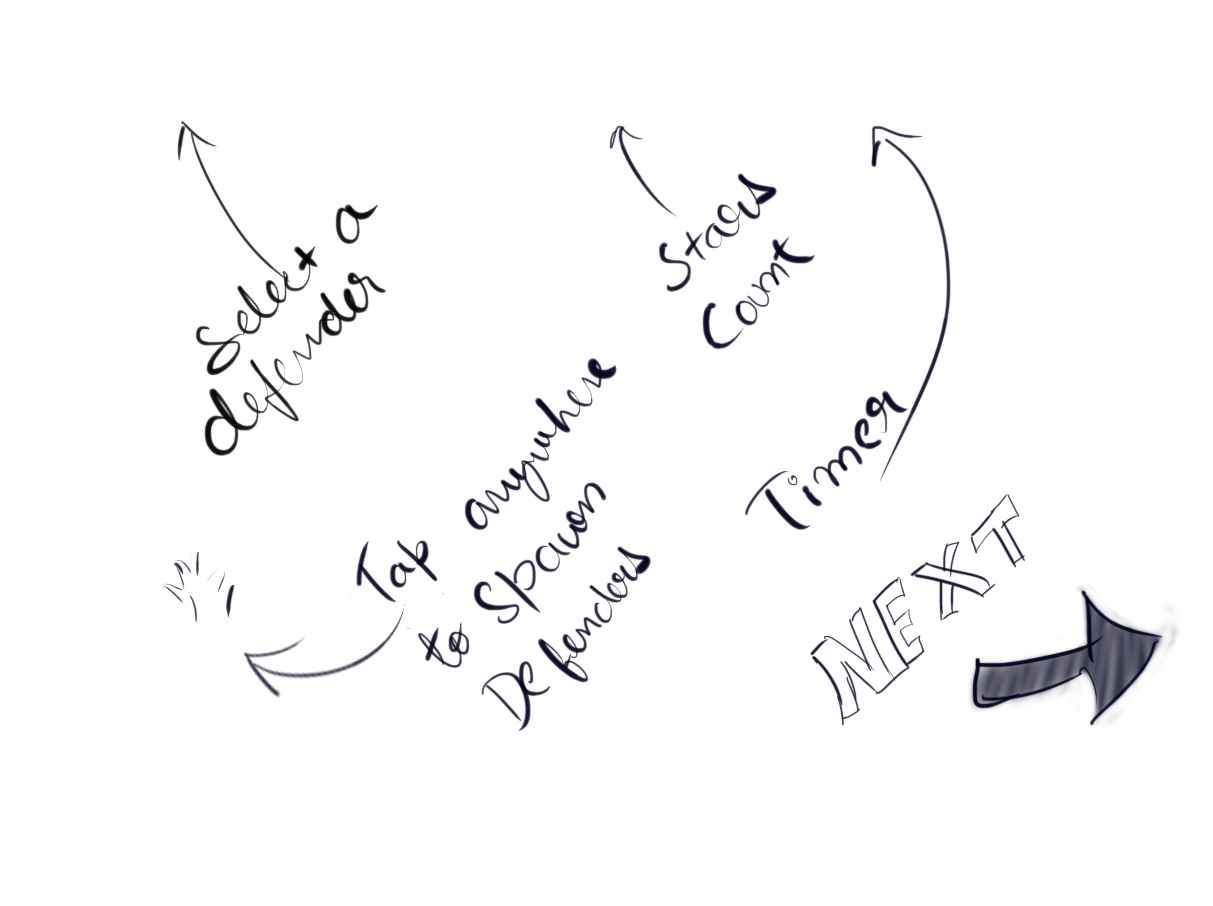 Select a
defender
Stars
Count
Timer
Tap anywhere
to Spawn
Defenders
NEXT